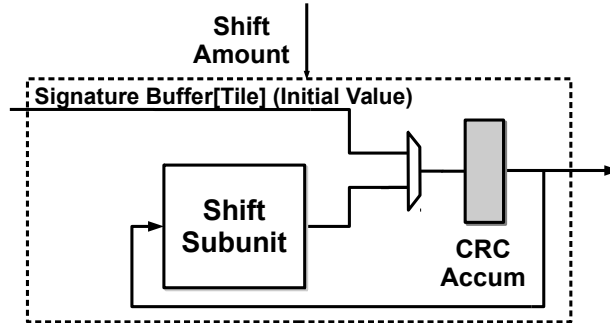 Shift
Amount
Signature Buffer[Tile] (Initial Value)
Shift
Subunit
CRC
Accum